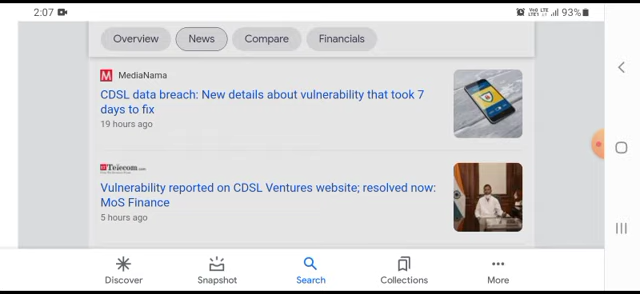 2:07
93%
Overview News Compare Financials
MediaNama
CDSL data breach: New details about vulnerability that took 7
days to fix
19 hours ago
Telecom
Vulnerability reported on CDSL Ventures website; resolved now:
MoS Finance
5 hours ago
Discover Snapshot Search Collections More